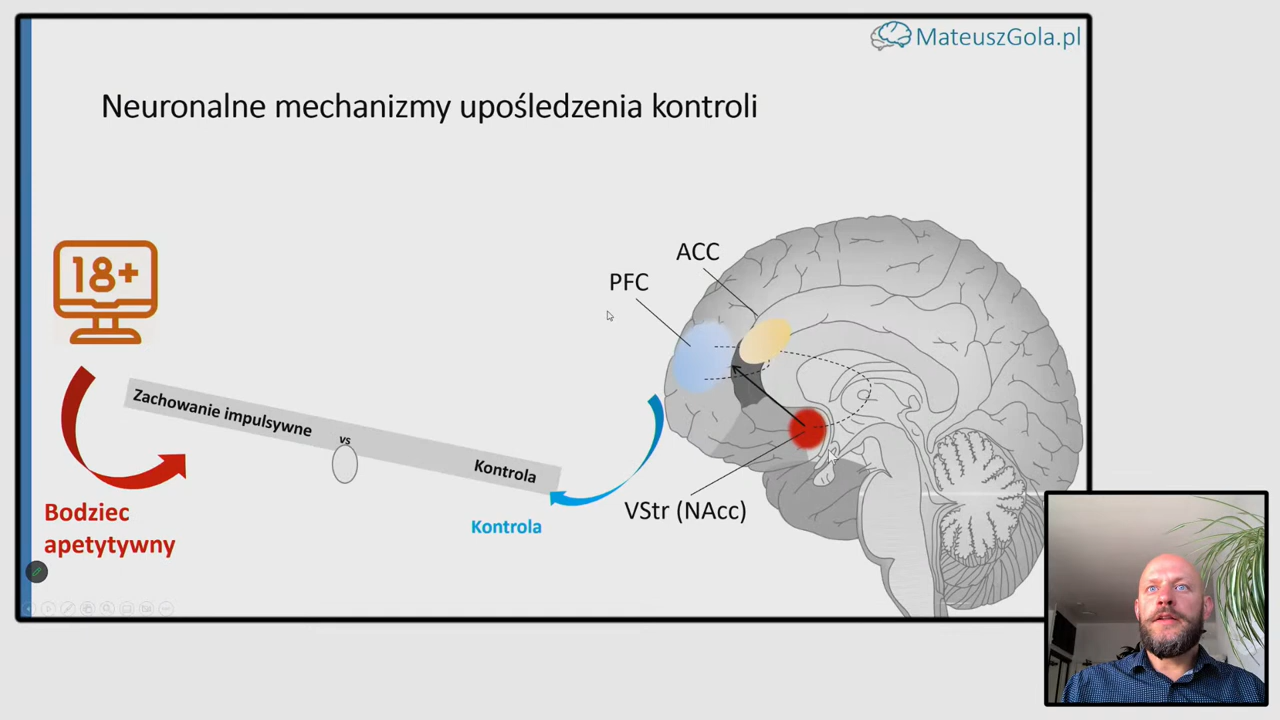 MateuszGola.pl
Neuronalne mechanizmy upośledzenia kontroli
18+
ACC
PFC
Zachowanie impulsywne
vs
Kontrola
VStr (NAcc)
Kontrola
Bodziec
apetytywny